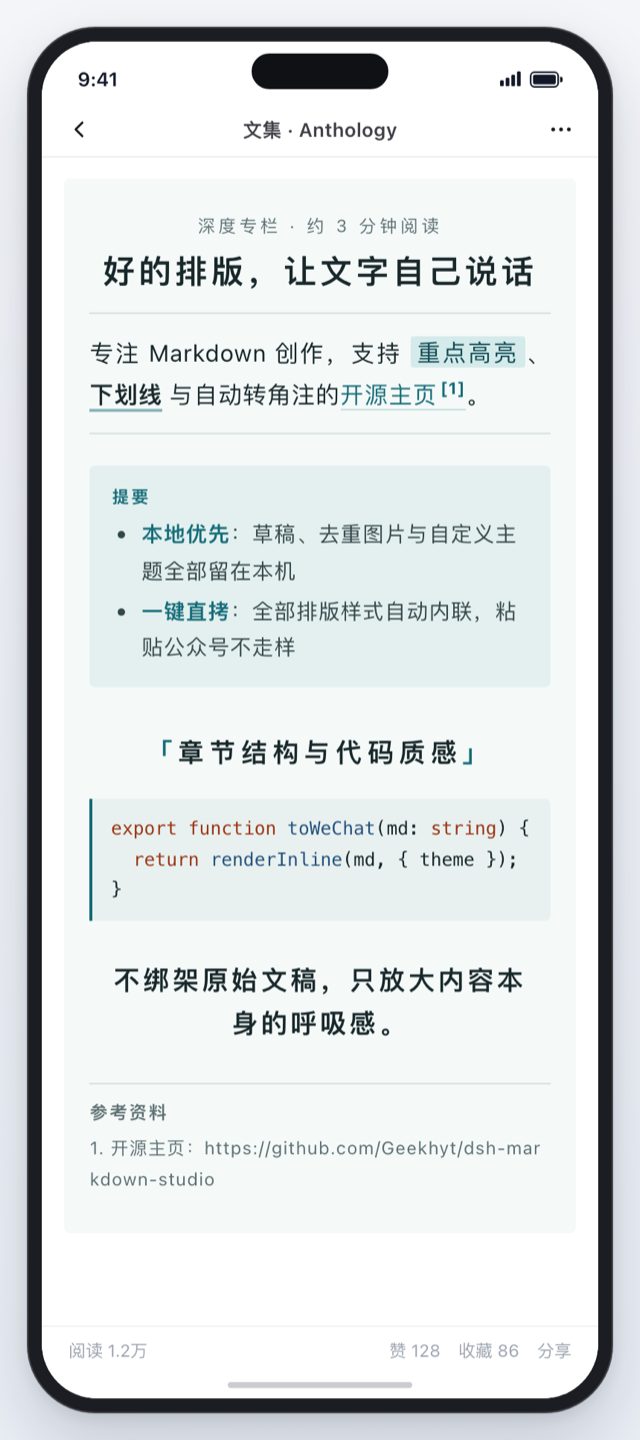 9:41
文集 · Anthology
深度专栏 · 约 3 分钟阅读
好的排版，让文字自己说话
专注 Markdown 创作，支持 重点高亮、
下划线 与自动转角注的开源主页[1]。
提要
• 本地优先：草稿、去重图片与自定义主
题全部留在本机
• 一键直拷：全部排版样式自动内联，粘
贴公众号不走样
「章节结构与代码质感」
export function toWeChat(md: string) {
  return renderInline(md, { theme });
}
不绑架原始文稿，只放大内容本
身的呼吸感。
参考资料
1. 开源主页：https://github.com/Geekhyt/dsh-mar
kdown-studio
阅读 1.2万 赞 128 收藏 86 分享